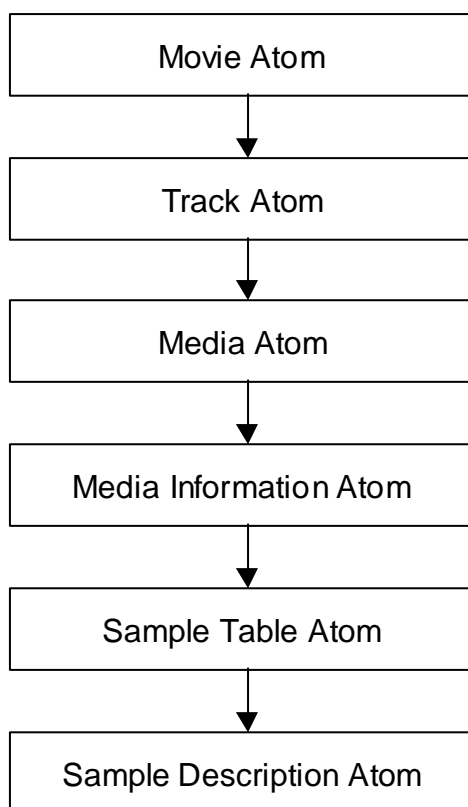 Movie Atom
Track Atom
Media Atom
Media Information Atom
Sample Table Atom
Sample Description Atom